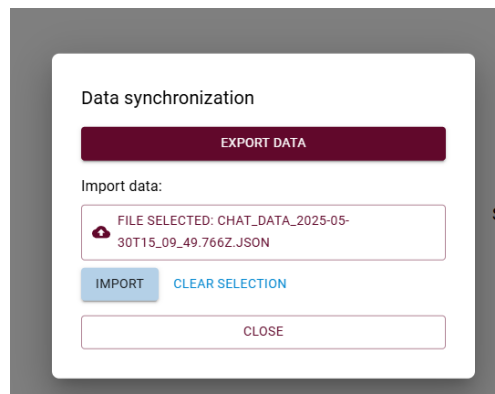 Data synchronization
EXPORT DATA
Import data:
FILE SELECTED: CHAT_DATA_2025-05-
30T15_09_49.766Z.JSON
IMPORT CLEAR SELECTION
CLOSE